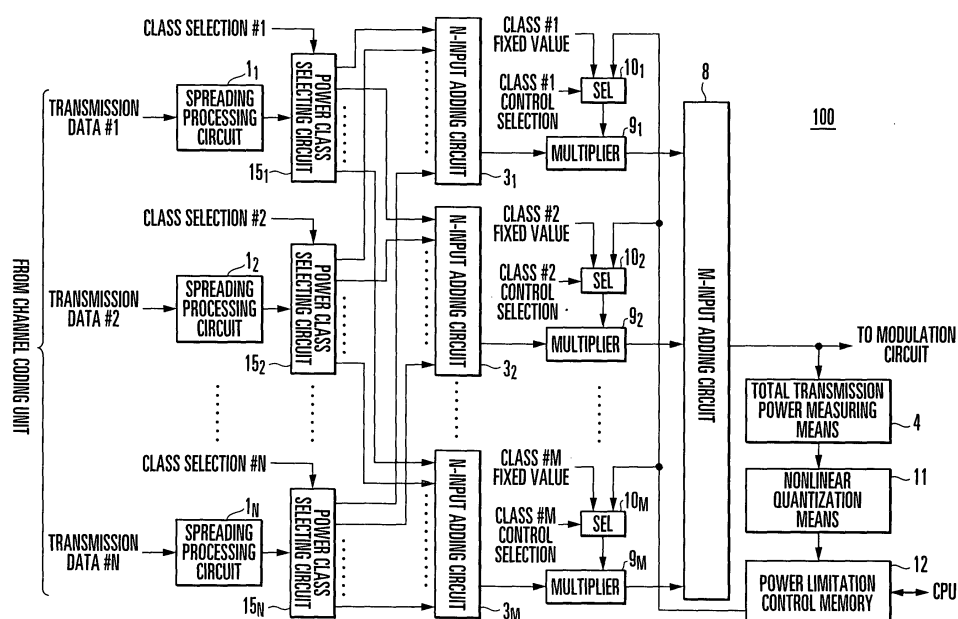 CLASS SELECTION #1
1₁
TRANSMISSION
DATA #1
SPREADING
PROCESSING
CIRCUIT
POWER CLASS
SELECTING CIRCUIT
15₁
N-INPUT ADDING CIRCUIT
3₁
CLASS #1
FIXED VALUE
CLASS #1
CONTROL
SELECTION
SEL
10₁
MULTIPLIER
9₁
8
100
CLASS SELECTION #2
1₂
TRANSMISSION
DATA #2
SPREADING
PROCESSING
CIRCUIT
POWER CLASS
SELECTING CIRCUIT
15₂
N-INPUT ADDING CIRCUIT
3₂
CLASS #2
FIXED VALUE
CLASS #2
CONTROL
SELECTION
SEL
10₂
MULTIPLIER
9₂
FROM CHANNEL CODING UNIT
M-INPUT ADDING CIRCUIT
TO MODULATION
CIRCUIT
TOTAL TRANSMISSION
POWER MEASURING
MEANS
4
NONLINEAR
QUANTIZATION
MEANS
11
POWER LIMITATION
CONTROL MEMORY
12
CPU
CLASS SELECTION #N
1N
TRANSMISSION
DATA #N
SPREADING
PROCESSING
CIRCUIT
POWER CLASS
SELECTING CIRCUIT
15N
N-INPUT ADDING CIRCUIT
3M
CLASS #M
FIXED VALUE
CLASS #M
CONTROL
SELECTION
SEL
10M
MULTIPLIER
9M